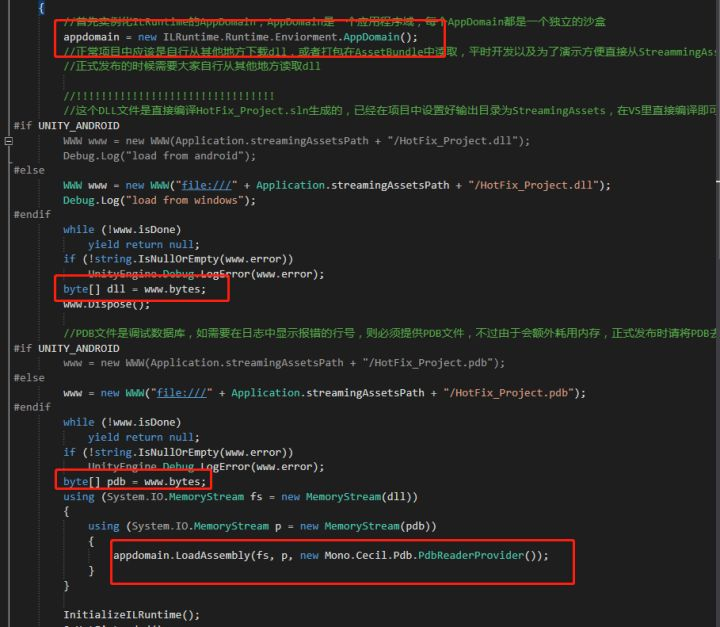 {
//首先实例化ILRuntime的AppDomain，AppDomain是一个应用程序域，每个AppDomain都是一个独立的沙盒
appdomain = new ILRuntime.Runtime.Enviorment.AppDomain();
//正常项目中应该是自行从其他地方下载dll，或者打包在AssetBundle中读取，平时开发以及为了演示方便直接从StreammingAss
//正式发布的时候需要大家自行从其他地方读取dll
//!!!!!!!!!!!!!!!!!!!!!!!!!!!!!!!!
//这个DLL文件是直接编译HotFix_Project.sln生成的，已经在项目中设置好输出目录为StreamingAssets，在VS里直接编译即可
#if UNITY_ANDROID
WWW www = new WWW(Application.streamingAssetsPath + "/HotFix_Project.dll");
Debug.Log("load from android");
#else
WWW www = new WWW("file:///" + Application.streamingAssetsPath + "/HotFix_Project.dll");
Debug.Log("load from windows");
#endif
while (!www.isDone)
yield return null;
if (!string.IsNullOrEmpty(www.error))
UnityEngine.Debug.LogError(www.error);
byte[] dll = www.bytes;
www.Dispose();
//PDB文件是调试数据库，如需要在日志中显示报错的行号，则必须提供PDB文件，不过由于会额外耗用内存，正式发布时请将PDB去
#if UNITY_ANDROID
www = new WWW(Application.streamingAssetsPath + "/HotFix_Project.pdb");
#else
www = new WWW("file:///" + Application.streamingAssetsPath + "/HotFix_Project.pdb");
#endif
while (!www.isDone)
yield return null;
if (!string.IsNullOrEmpty(www.error))
UnityEngine.Debug.LogError(www.error);
byte[] pdb = www.bytes;
using (System.IO.MemoryStream fs = new MemoryStream(dll))
{
using (System.IO.MemoryStream p = new MemoryStream(pdb))
{
appdomain.LoadAssembly(fs, p, new Mono.Cecil.Pdb.PdbReaderProvider());
}
}
InitializeILRuntime();